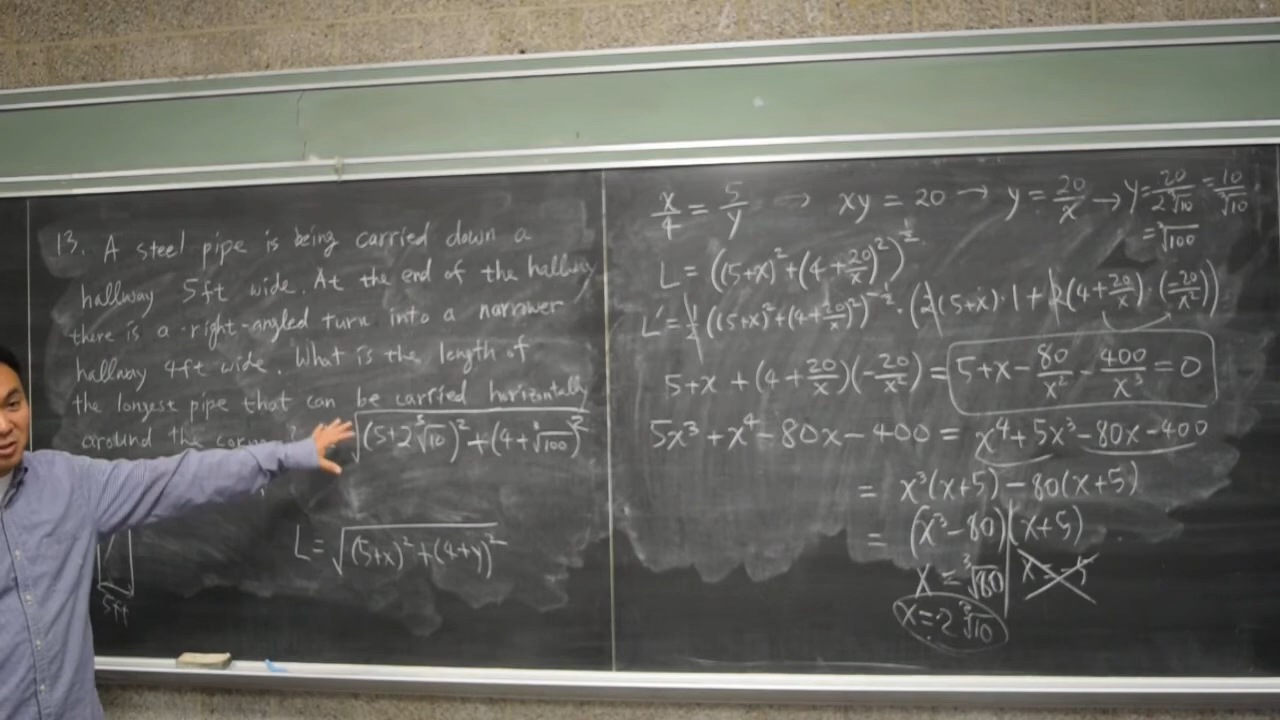 13. A steel pipe is being carried down a
hallway 5ft wide. At the end of the hallway
there is a right-angled turn into a narrower
hallway 4ft wide. What is the length of
the longest pipe that can be carried horizontally
around the corner?
√((5+2∛10)²+(4+∛100)²)
L=√((5+x)²+(4+y)²)
5ft
x/4 = 5/y → xy = 20 → y = 20/x → y = 20/(2∛10) = 10/∛10
= ∛100
L = ((5+x)²+(4+20/x)²)^(1/2)
L' = 1/2((5+x)²+(4+20/x)²)^(-1/2) · (2(5+x)·1+2(4+20/x)·(-20/x²))
5+x+(4+20/x)(-20/x²) = 5+x-80/x²-400/x³=0
5x³+x⁴-80x-400 = x⁴+5x³-80x-400
= x³(x+5)-80(x+5)
= (x³-80)(x+5)
x=∛80 | x=-5
x=2∛10